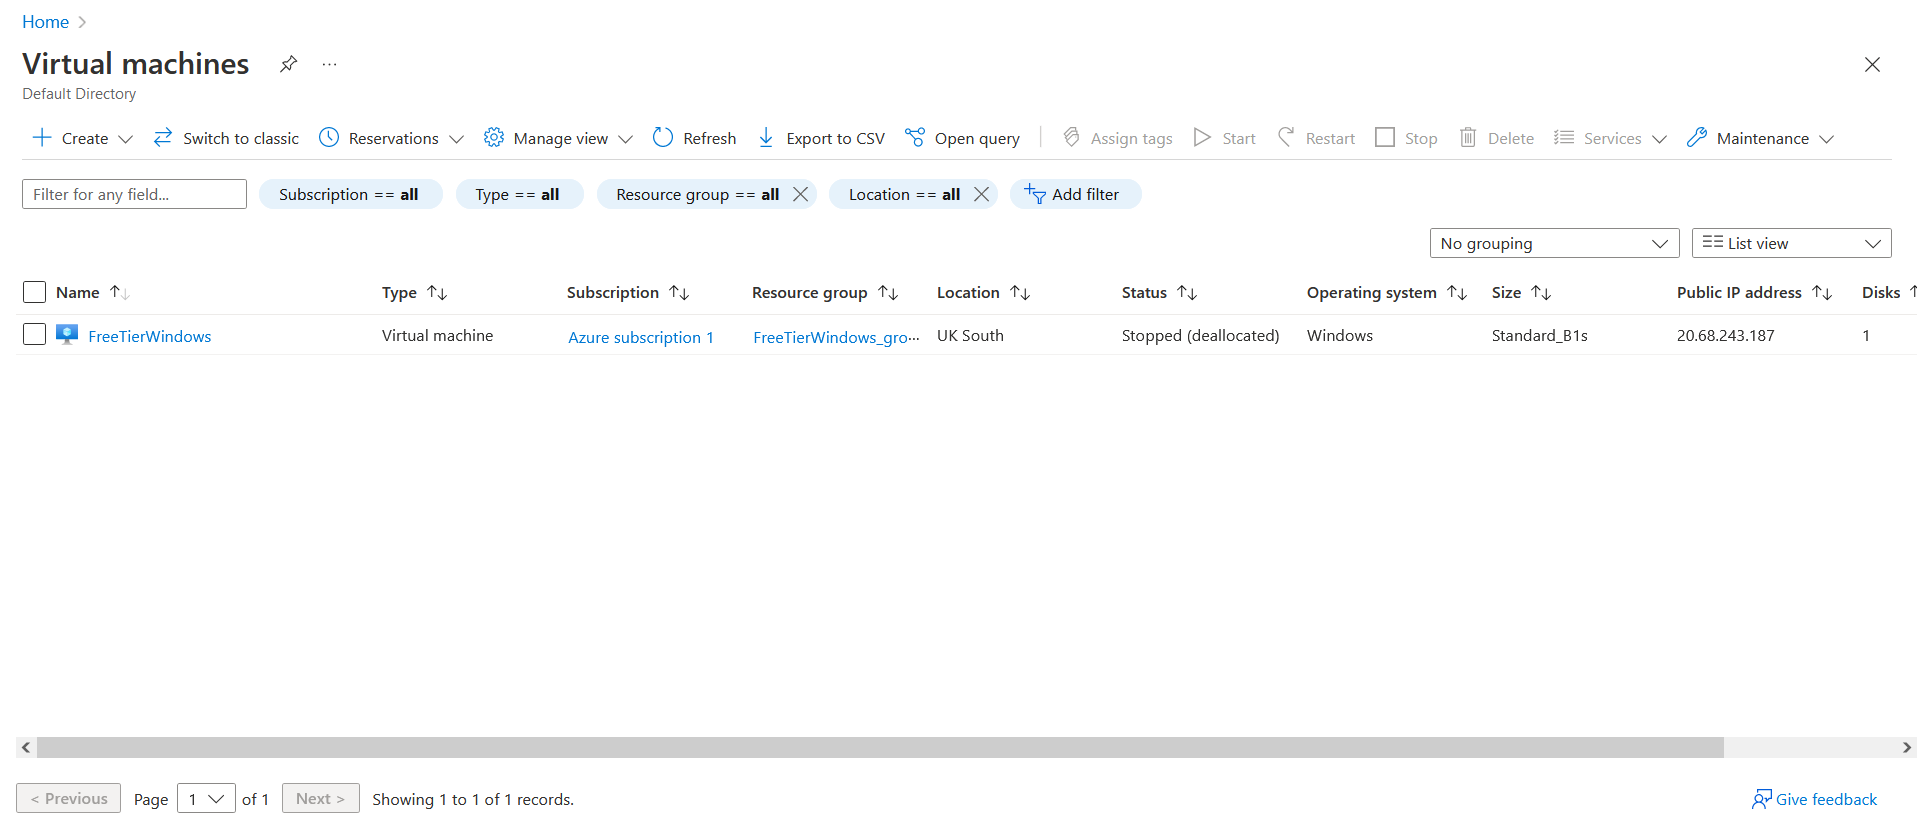 Home
Virtual machines
Default Directory
Create Switch to classic Reservations Manage view Refresh Export to CSV Open query Assign tags Start Restart Stop Delete Services Maintenance
Filter for any field... Subscription == all Type == all Resource group == all Location == all Add filter
No grouping List view
Name Type Subscription Resource group Location Status Operating system Size Public IP address Disks
FreeTierWindows Virtual machine Azure subscription 1 FreeTierWindows_gro··· UK South Stopped (deallocated) Windows Standard_B1s 20.68.243.187 1
< Previous Page 1 of 1 Next > Showing 1 to 1 of 1 records. Give feedback